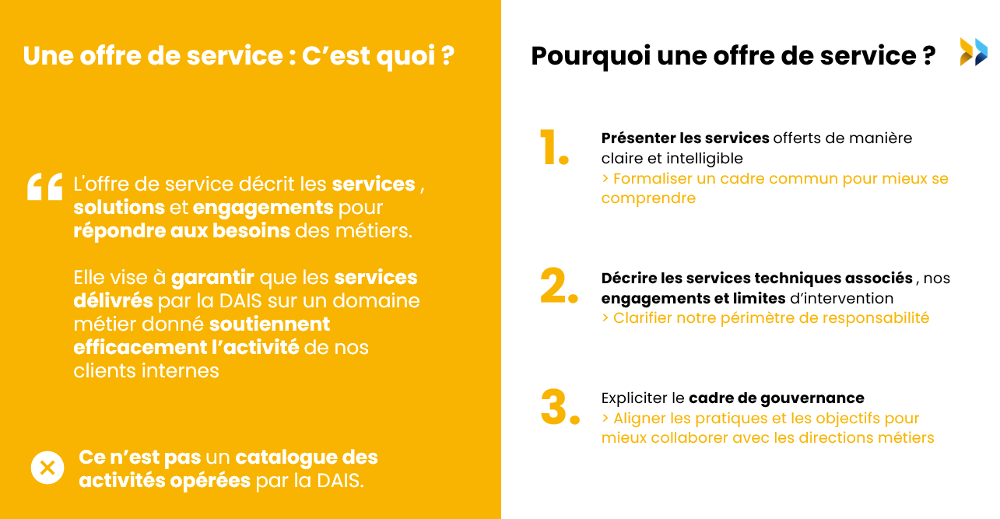 Une offre de service : C’est quoi ?
L'offre de service décrit les services ,
solutions et engagements pour
répondre aux besoins des métiers.
Elle vise à garantir que les services
délivrés par la DAIS sur un domaine
métier donné soutiennent
efficacement l’activité de nos
clients internes
Ce n’est pas un catalogue des
activités opérées par la DAIS.
Pourquoi une offre de service ?
1.
Présenter les services offerts de manière
claire et intelligible
> Formaliser un cadre commun pour mieux se
comprendre
2.
Décrire les services techniques associés , nos
engagements et limites d’intervention
> Clarifier notre périmètre de responsabilité
3.
Expliciter le cadre de gouvernance
> Aligner les pratiques et les objectifs pour
mieux collaborer avec les directions métiers